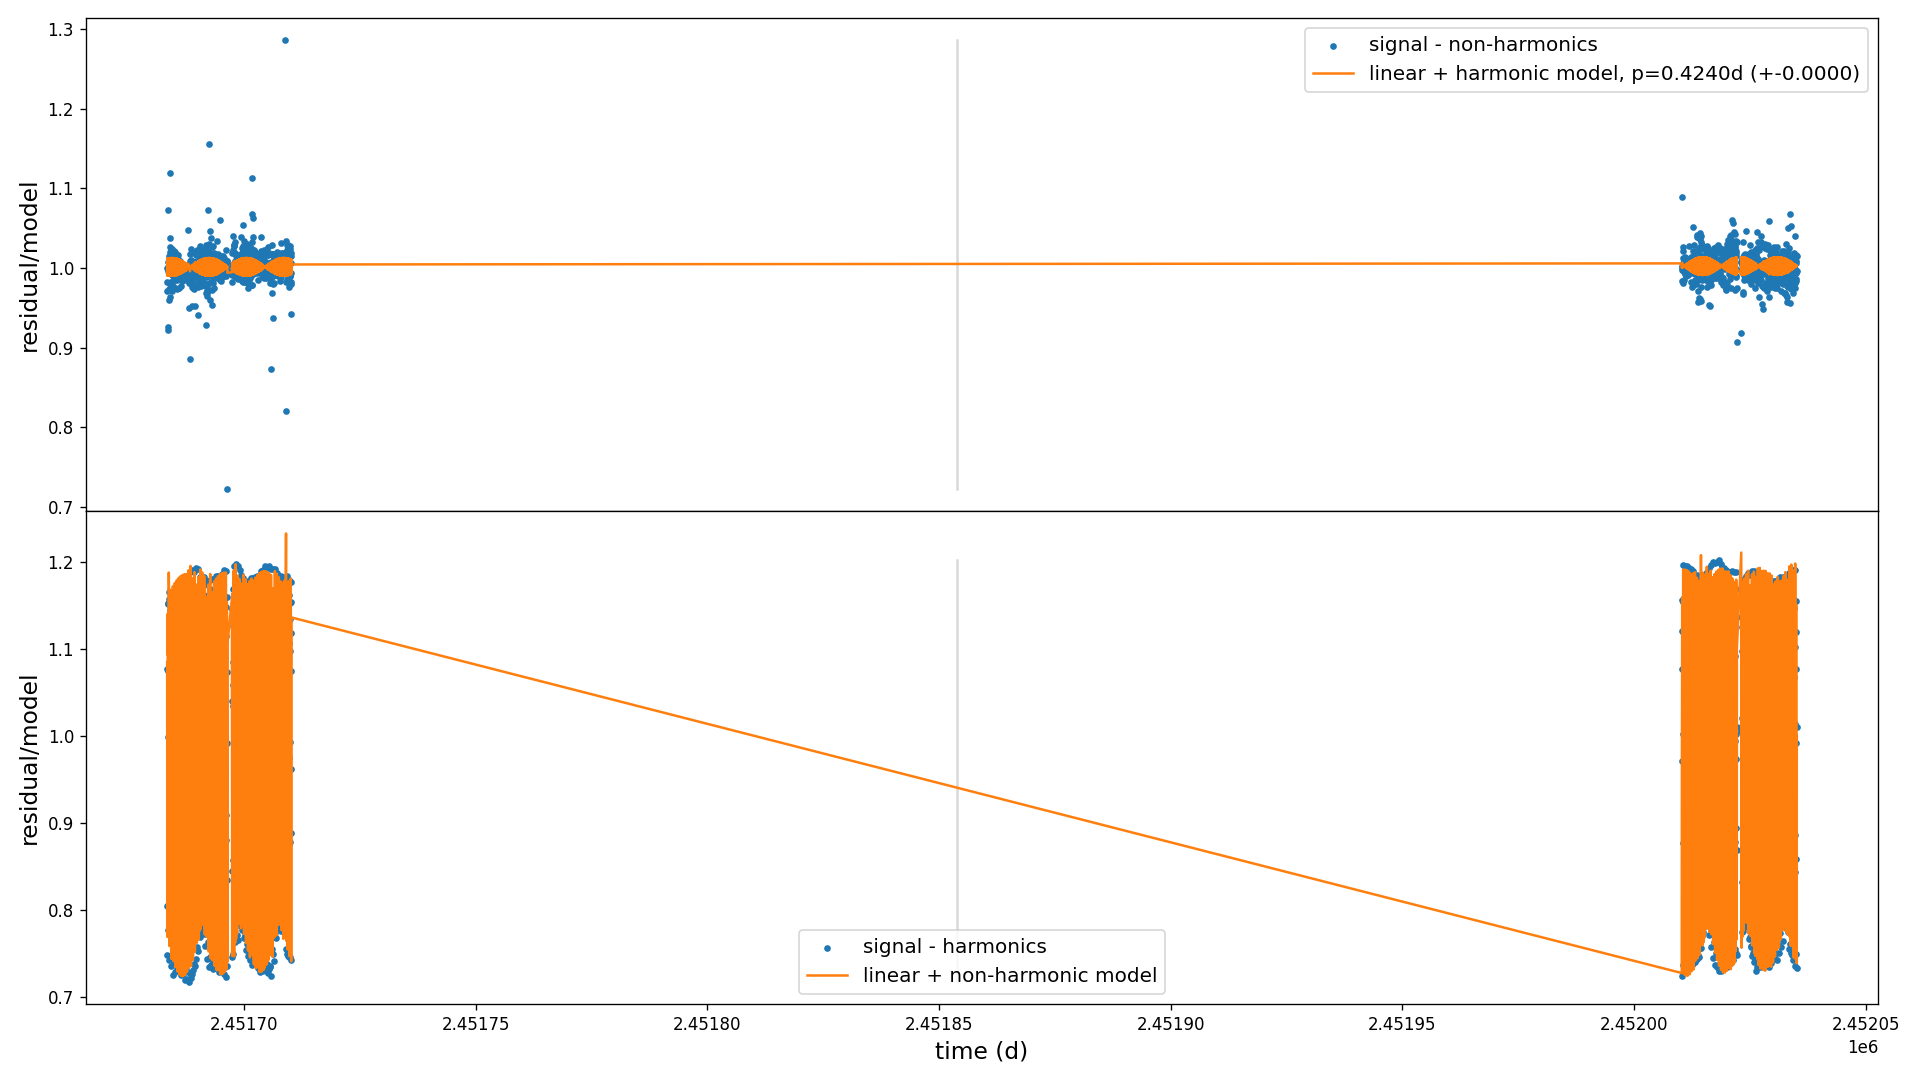 1.3
1.2
1.1
1.0
0.9
0.8
0.7
residual/model
signal - non-harmonics
linear + harmonic model, p=0.4240d (+-0.0000)
1.2
1.1
1.0
0.9
0.8
0.7
residual/model
signal - harmonics
linear + non-harmonic model
2.45170 2.45175 2.45180 2.45185 2.45190 2.45195 2.45200 2.45205
1e6
time (d)